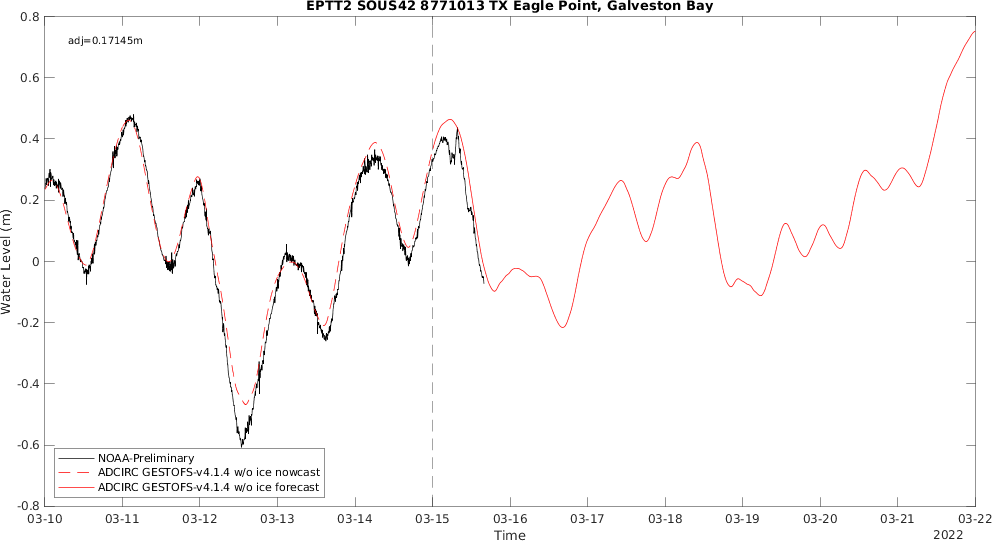 EPTT2 SOUS42 8771013 TX Eagle Point, Galveston Bay
adj=0.17145m
0.8
0.6
0.4
0.2
0
-0.2
-0.4
-0.6
-0.8
Water Level (m)
NOAA-Preliminary
ADCIRC GESTOFS-v4.1.4 w/o ice nowcast
ADCIRC GESTOFS-v4.1.4 w/o ice forecast
03-10 03-11 03-12 03-13 03-14 03-15 03-16 03-17 03-18 03-19 03-20 03-21 03-22
Time
2022